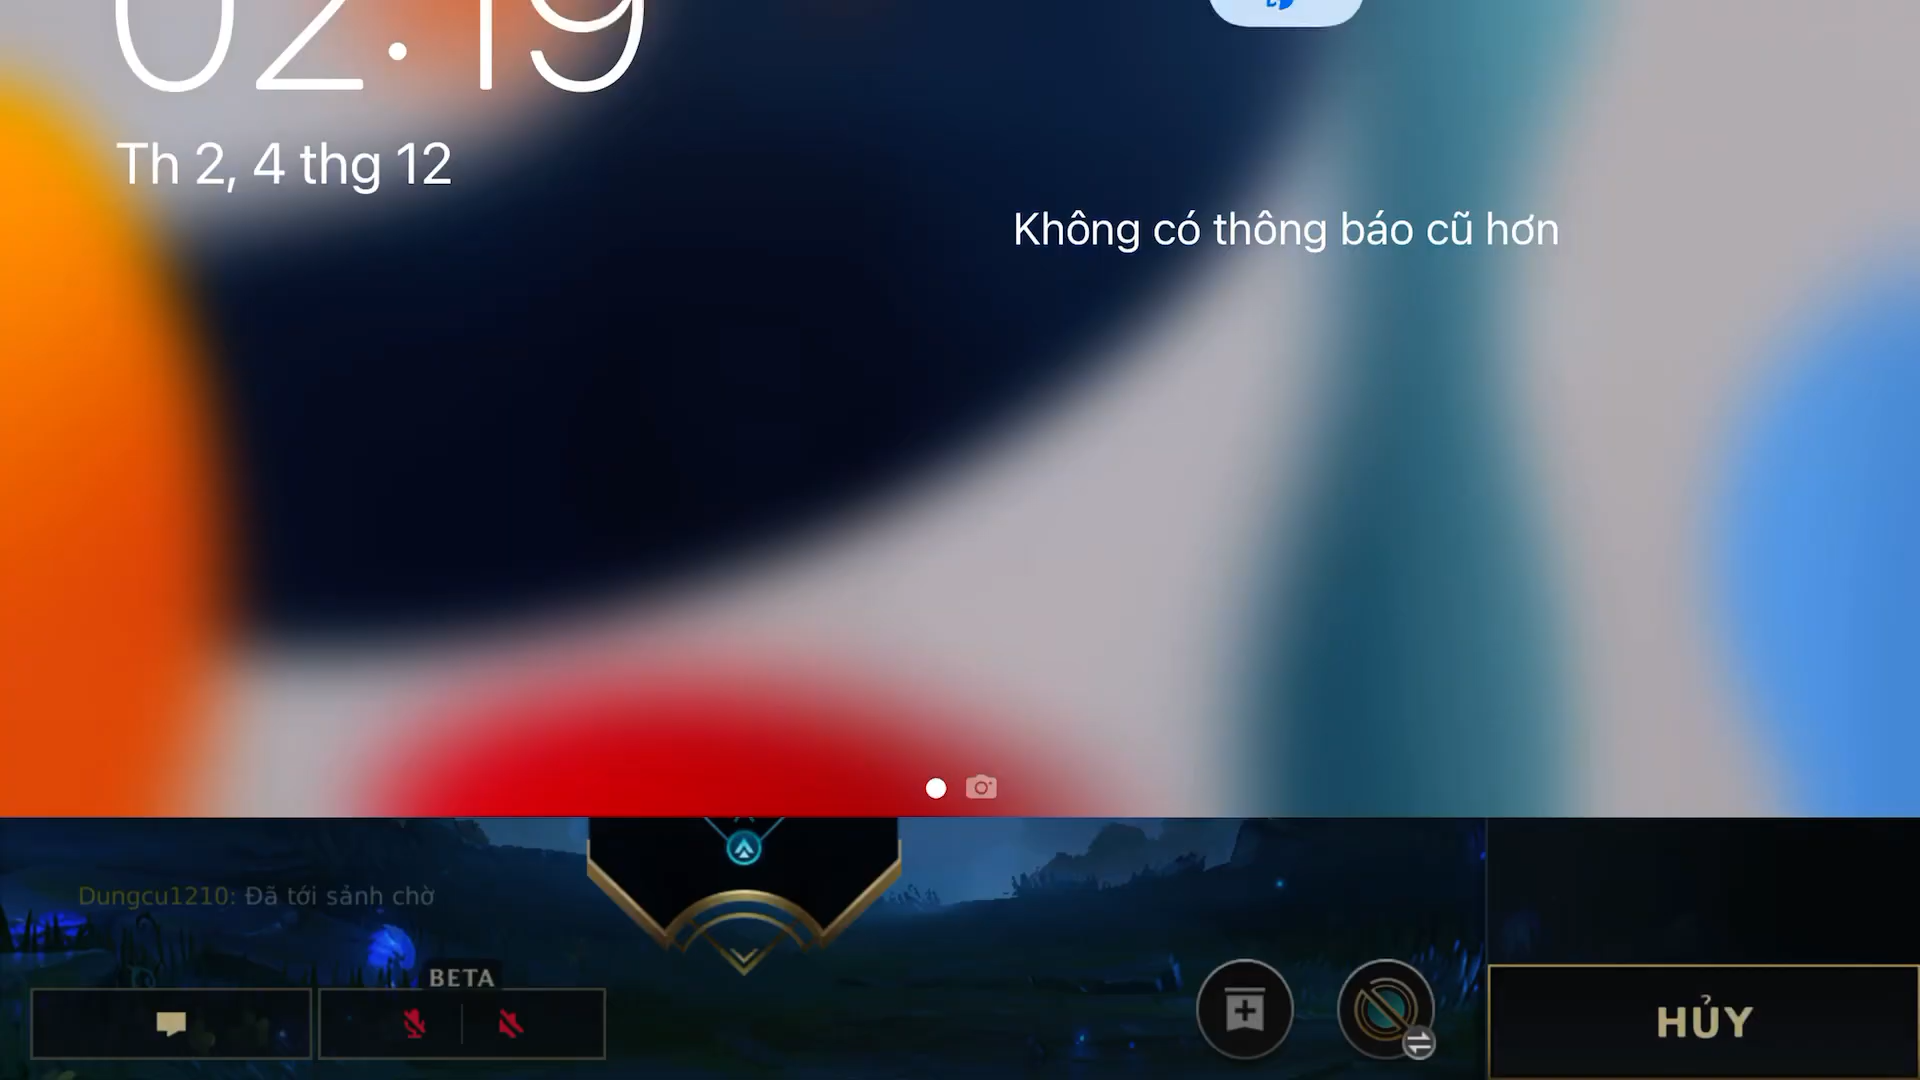 02:19
Th 2, 4 thg 12
Không có thông báo cũ hơn
Dungcu1210: Đã tới sảnh chờ
BETA
HỦY